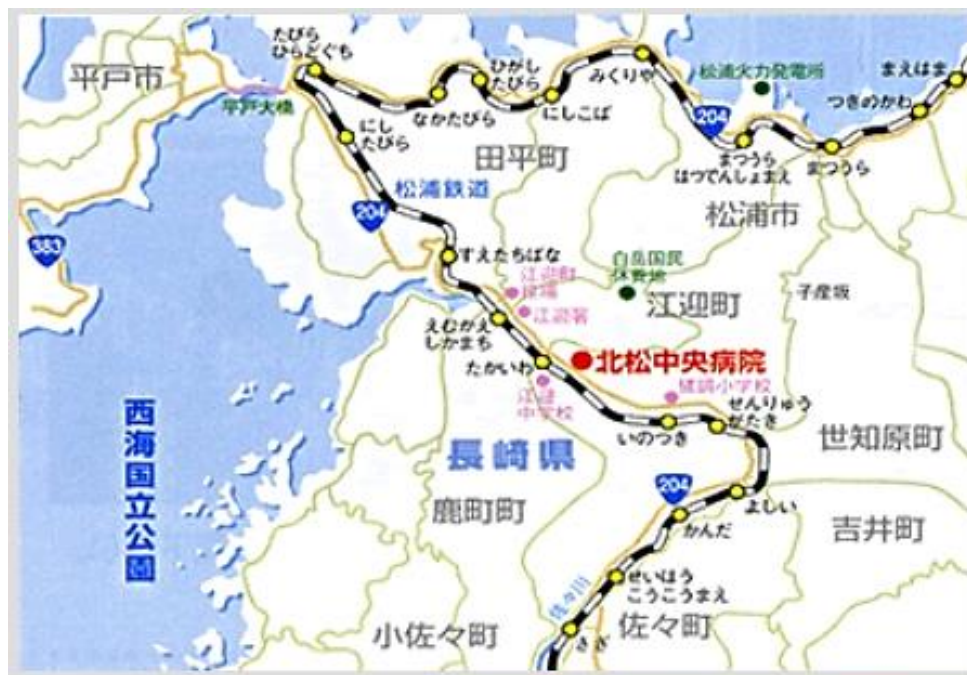 たびら
ひらどぐち
平戸市
平戸大橋
なかたびら
ひがし
たびら
にしこば
みくりや
松浦火力発電所
まえはま
つきのかわ
204
まつうら
はつでんしょまえ
まつうら
にし
たびら
田平町
松浦鉄道
204
松浦市
383
すえたちばな
江迎町
役場
江迎署
白岳国民
休養地
江迎町
子産坂
えむかえ
しかまち
たかいわ
北松中央病院
江迎
中学校
猪調小学校
せんりゅう
がたき
いのつき
世知原町
西海国立公園
長崎県
鹿町町
204
よしい
かんだ
吉井町
せいほう
こうこうまえ
佐々川
さざ
佐々町
小佐々町